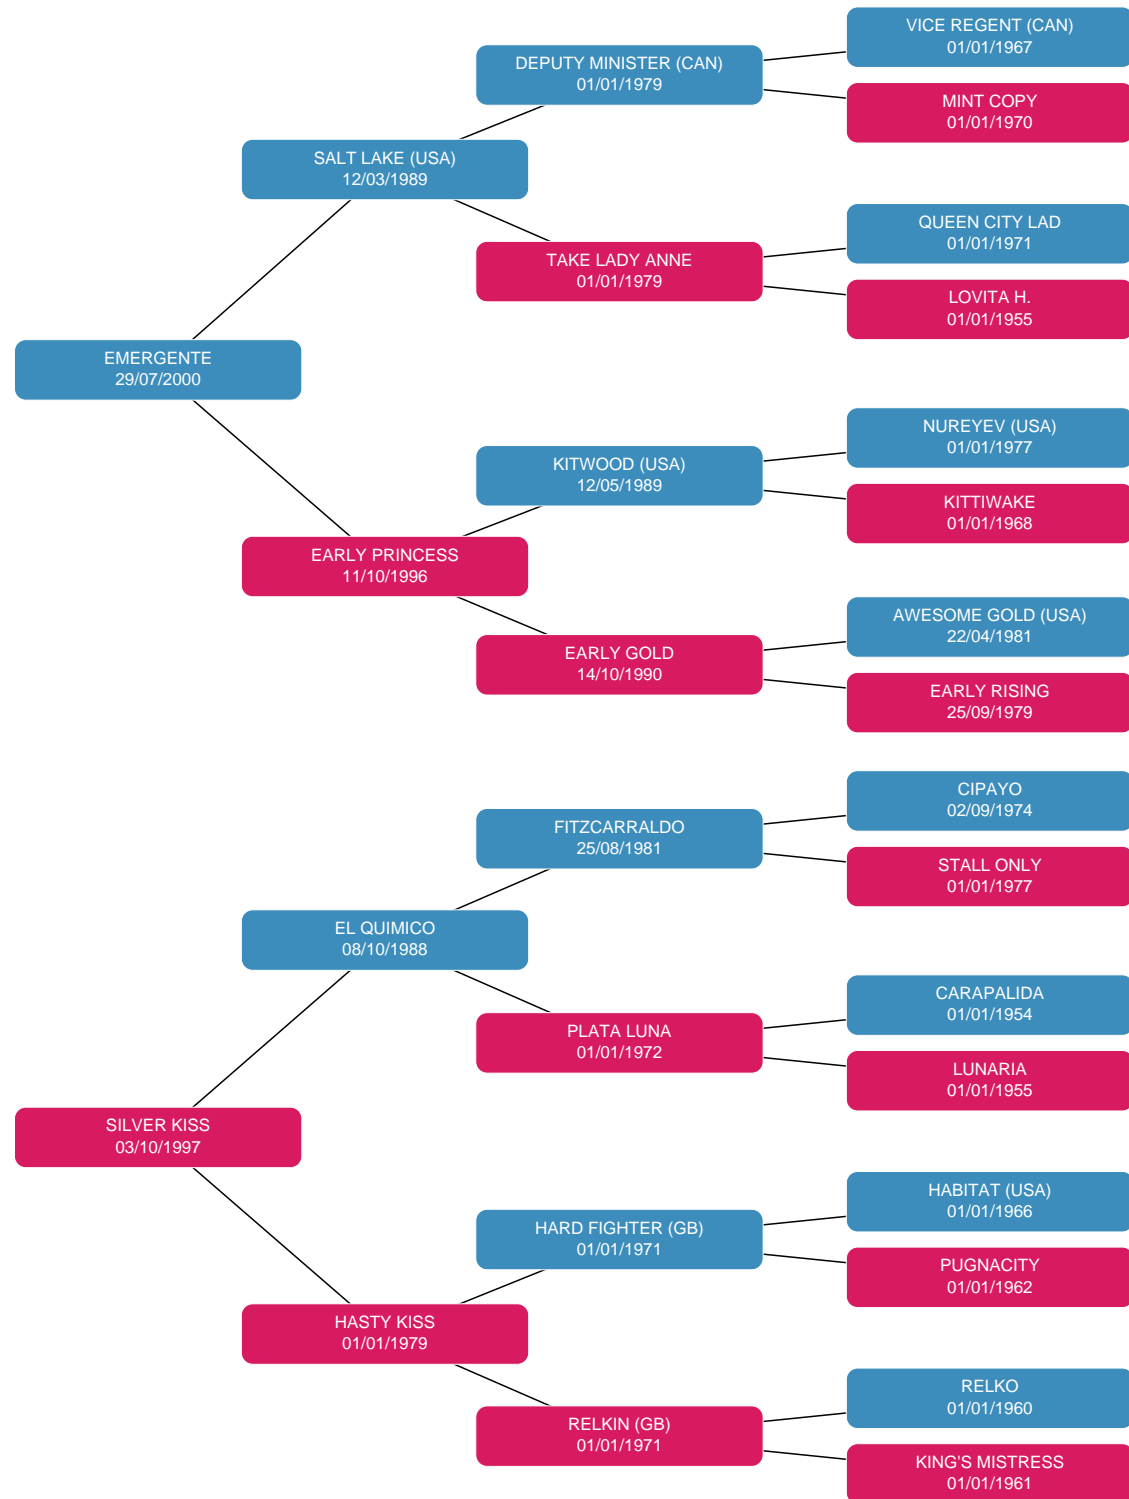 VICE REGENT (CAN)
01/01/1967
DEPUTY MINISTER (CAN)
01/01/1979
MINT COPY
01/01/1970
SALT LAKE (USA)
12/03/1989
QUEEN CITY LAD
01/01/1971
TAKE LADY ANNE
01/01/1979
LOVITA H.
01/01/1955
EMERGENTE
29/07/2000
NUREYEV (USA)
01/01/1977
KITWOOD (USA)
12/05/1989
KITTIWAKE
01/01/1968
EARLY PRINCESS
11/10/1996
AWESOME GOLD (USA)
22/04/1981
EARLY GOLD
14/10/1990
EARLY RISING
25/09/1979
CIPAYO
02/09/1974
FITZCARRALDO
25/08/1981
STALL ONLY
01/01/1977
EL QUIMICO
08/10/1988
CARAPALIDA
01/01/1954
PLATA LUNA
01/01/1972
LUNARIA
01/01/1955
SILVER KISS
03/10/1997
HABITAT (USA)
01/01/1966
HARD FIGHTER (GB)
01/01/1971
PUGNACITY
01/01/1962
HASTY KISS
01/01/1979
RELKO
01/01/1960
RELKIN (GB)
01/01/1971
KING'S MISTRESS
01/01/1961